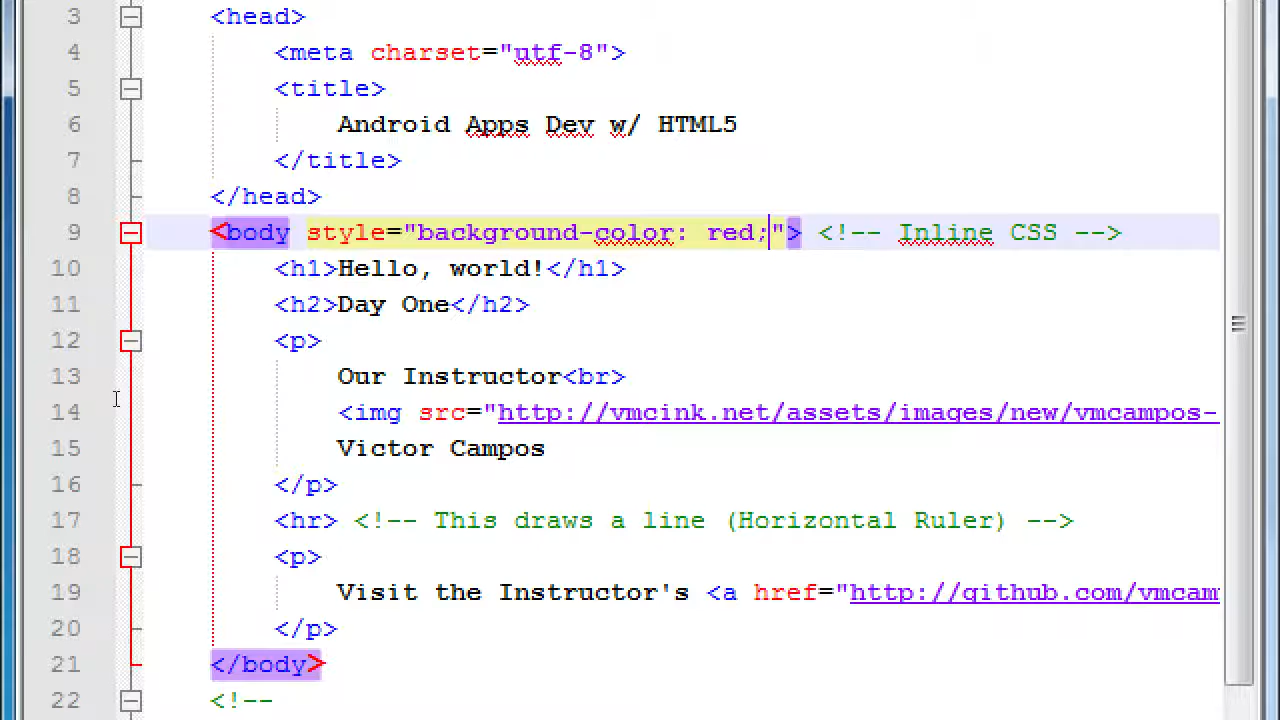 3 <head>
4 <meta charset="utf-8">
5 <title>
6 Android Apps Dev w/ HTML5
7 </title>
8 </head>
9 <body style="background-color: red;"> <!-- Inline CSS -->
10 <h1>Hello, world!</h1>
11 <h2>Day One</h2>
12 <p>
13 Our Instructor<br>
14 <img src="http://vmcink.net/assets/images/new/vmcampos-
15 Victor Campos
16 </p>
17 <hr> <!-- This draws a line (Horizontal Ruler) -->
18 <p>
19 Visit the Instructor's <a href="http://github.com/vmcam
20 </p>
21 </body>
22 <!--